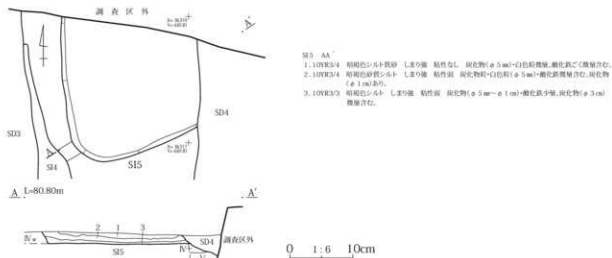 調査区外
A'
SD3
SI4
SI5
SD4
A
A L=80.80m A'
2 1 3
SI5
SD4
調査区外
0 1:6 10cm
SI5 AA'
1.10YR3/4 暗褐色シルト質砂 しまり強 粘性なし 炭化物(φ5㎜)・白色粒微量、酸化鉄ごく微量含む。
2.10YR3/4 暗褐色砂質シルト しまり強 粘性弱 炭化物粒・白色粒(φ5㎜)・酸化鉄微量含む、炭化物
(φ1㎝)あり。
3.10YR3/3 暗褐色シルト しまり強 粘性弱 炭化物(φ5㎜～φ1㎝)・酸化鉄少量、炭化物(φ3㎝)
微量含む。